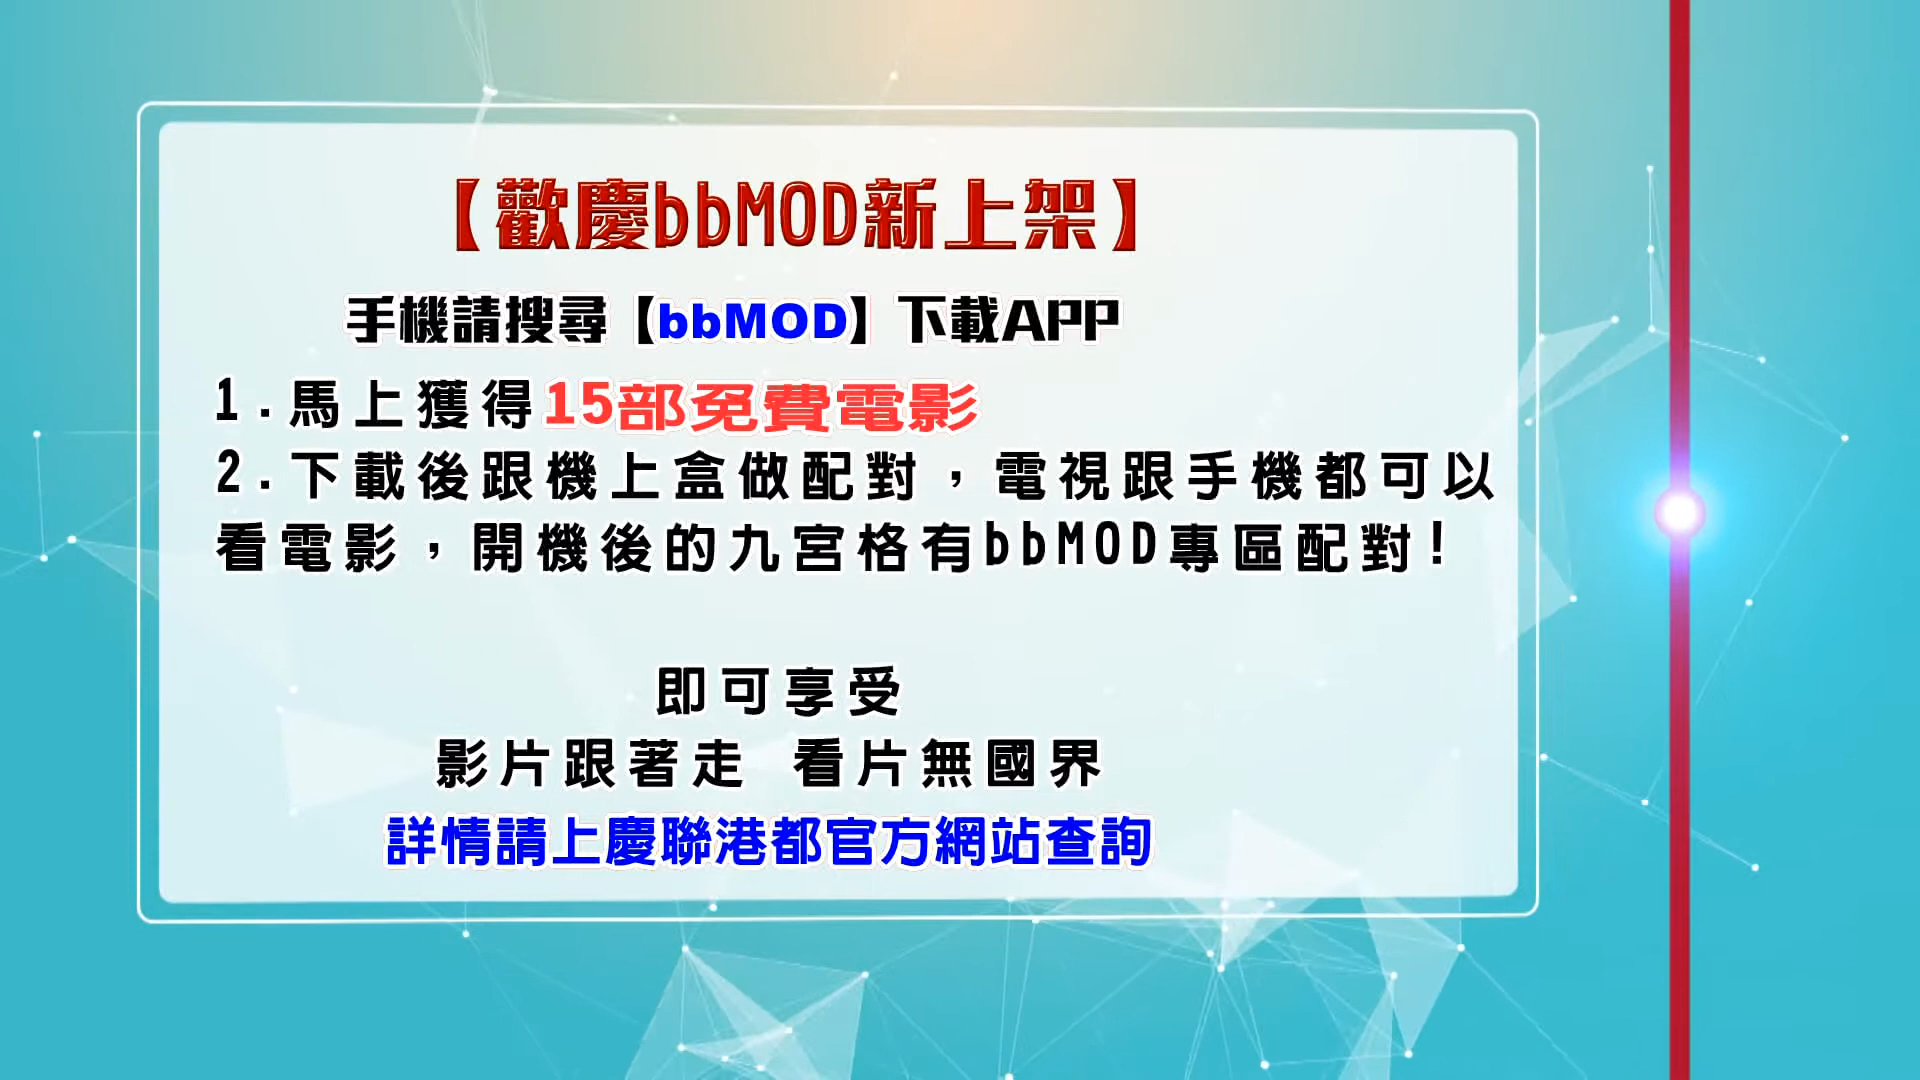 【歡慶bbMOD新上架】
手機請搜尋【bbMOD】下載APP
1.馬上獲得15部免費電影
2.下載後跟機上盒做配對，電視跟手機都可以
看電影，開機後的九宮格有bbMOD專區配對!
即可享受
影片跟著走 看片無國界
詳情請上慶聯港都官方網站查詢